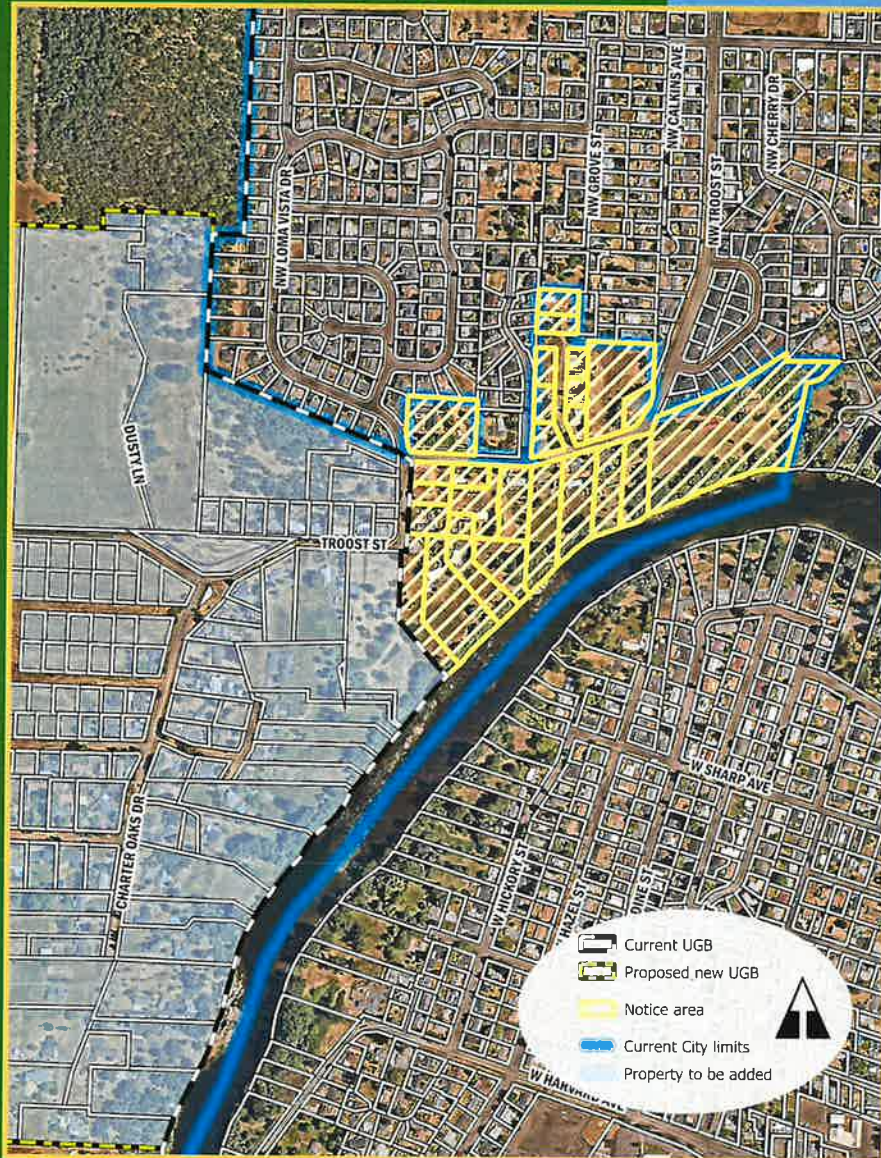 NW CALKINS AVE
NW CHERRY DR
NW GROVE ST
NW LOMA VISTA DR
NW TROOST ST
DUSTY LN
TROOST ST
W SHARP AVE
CHARTER OAKS DR
W HICKORY ST
HAZEL ST
ST
Current UGB
Proposed new UGB
Notice area
Current City limits
Property to be added
W HARVARD AVE